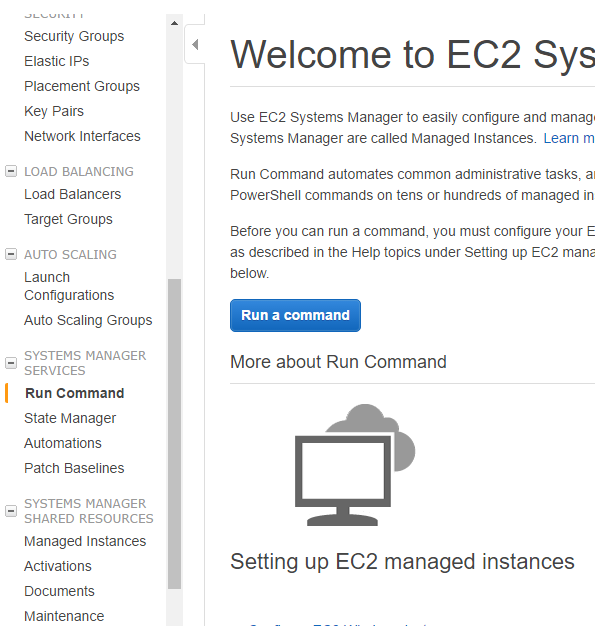 SECURITY
Security Groups
Elastic IPs
Placement Groups
Key Pairs
Network Interfaces
LOAD BALANCING
Load Balancers
Target Groups
AUTO SCALING
Launch
Configurations
Auto Scaling Groups
SYSTEMS MANAGER
SERVICES
Run Command
State Manager
Automations
Patch Baselines
SYSTEMS MANAGER
SHARED RESOURCES
Managed Instances
Activations
Documents
Maintenance
Welcome to EC2 Sys
Use EC2 Systems Manager to easily configure and manage
Systems Manager are called Managed Instances. Learn m
Run Command automates common administrative tasks, a
PowerShell commands on tens or hundreds of managed in
Before you can run a command, you must configure your E
as described in the Help topics under Setting up EC2 mana
below.
Run a command
More about Run Command
Setting up EC2 managed instances